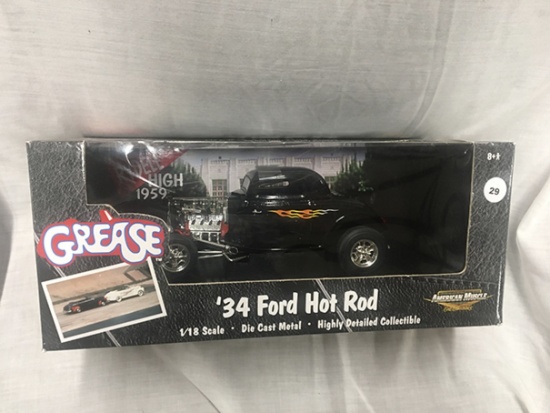 8+
29
HIGH
1959
GREASE
'34 Ford Hot Rod
1/18 Scale · Die Cast Metal · Highly Detailed Collectible
AMERICAN MUSCLE